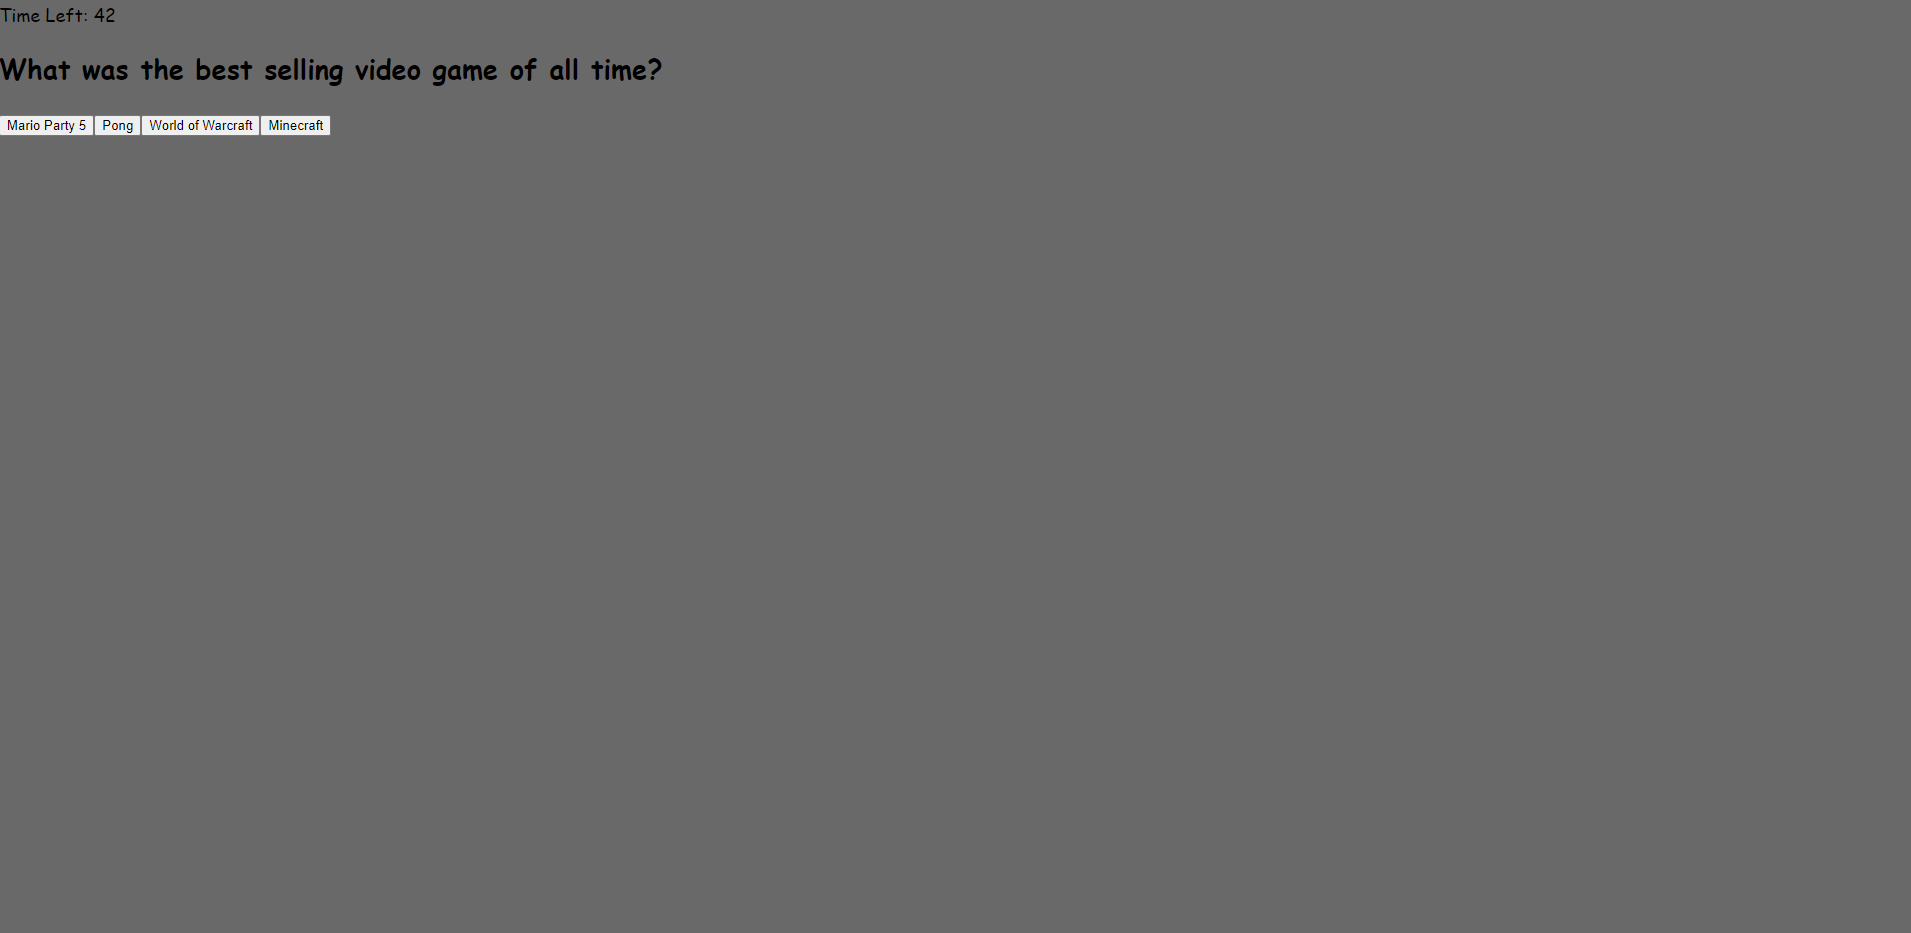 Time Left: 42
What was the best selling video game of all time?
Mario Party 5 Pong World of Warcraft Minecraft